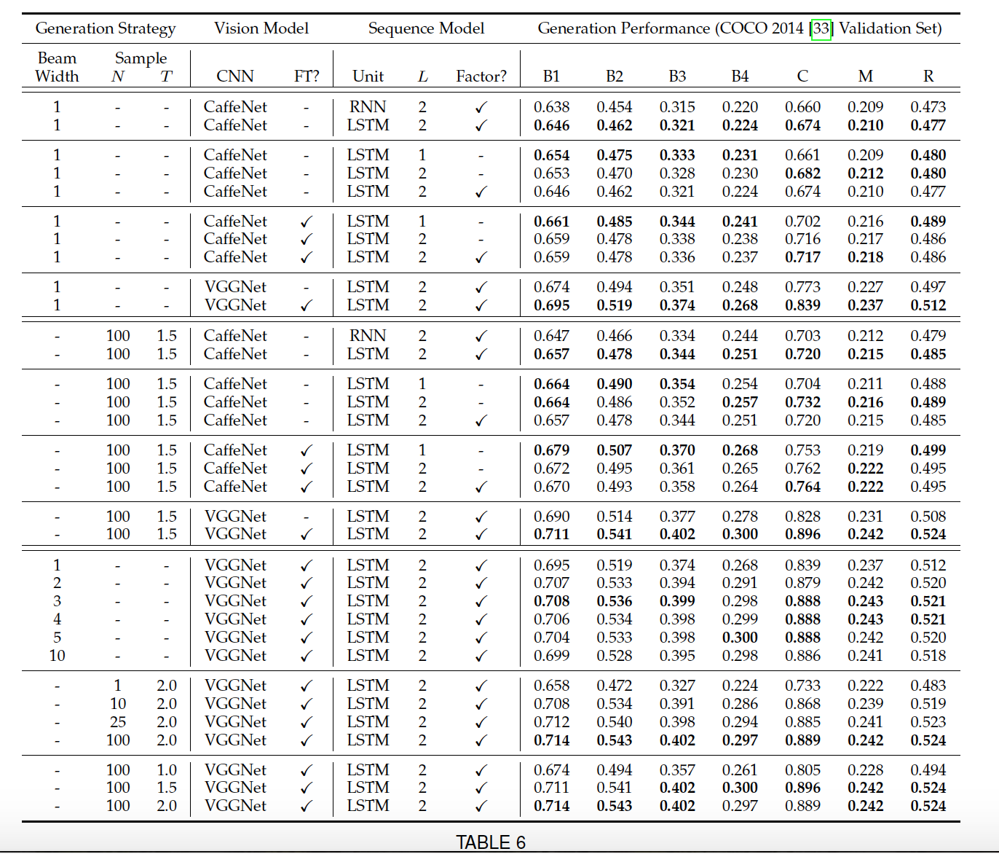 Generation Strategy Vision Model Sequence Model Generation Performance (COCO 2014 [33] Validation Set)
Beam Sample
Width N T CNN FT? Unit L Factor? B1 B2 B3 B4 C M R
1 - - CaffeNet - RNN 2 ✓ 0.638 0.454 0.315 0.220 0.660 0.209 0.473
1 - - CaffeNet - LSTM 2 ✓ 0.646 0.462 0.321 0.224 0.674 0.210 0.477
1 - - CaffeNet - LSTM 1 - 0.654 0.475 0.333 0.231 0.661 0.209 0.480
1 - - CaffeNet - LSTM 2 - 0.653 0.470 0.328 0.230 0.682 0.212 0.480
1 - - CaffeNet - LSTM 2 ✓ 0.646 0.462 0.321 0.224 0.674 0.210 0.477
1 - - CaffeNet ✓ LSTM 1 - 0.661 0.485 0.344 0.241 0.702 0.216 0.489
1 - - CaffeNet ✓ LSTM 2 - 0.659 0.478 0.338 0.238 0.716 0.217 0.486
1 - - CaffeNet ✓ LSTM 2 ✓ 0.659 0.478 0.336 0.237 0.717 0.218 0.486
1 - - VGGNet - LSTM 2 ✓ 0.674 0.494 0.351 0.248 0.773 0.227 0.497
1 - - VGGNet ✓ LSTM 2 ✓ 0.695 0.519 0.374 0.268 0.839 0.237 0.512
- 100 1.5 CaffeNet - RNN 2 ✓ 0.647 0.466 0.334 0.244 0.703 0.212 0.479
- 100 1.5 CaffeNet - LSTM 2 ✓ 0.657 0.478 0.344 0.251 0.720 0.215 0.485
- 100 1.5 CaffeNet - LSTM 1 - 0.664 0.490 0.354 0.254 0.704 0.211 0.488
- 100 1.5 CaffeNet - LSTM 2 - 0.664 0.486 0.352 0.257 0.732 0.216 0.489
- 100 1.5 CaffeNet - LSTM 2 ✓ 0.657 0.478 0.344 0.251 0.720 0.215 0.485
- 100 1.5 CaffeNet ✓ LSTM 1 - 0.679 0.507 0.370 0.268 0.753 0.219 0.499
- 100 1.5 CaffeNet ✓ LSTM 2 - 0.672 0.495 0.361 0.265 0.762 0.222 0.495
- 100 1.5 CaffeNet ✓ LSTM 2 ✓ 0.670 0.493 0.358 0.264 0.764 0.222 0.495
- 100 1.5 VGGNet - LSTM 2 ✓ 0.690 0.514 0.377 0.278 0.828 0.231 0.508
- 100 1.5 VGGNet ✓ LSTM 2 ✓ 0.711 0.541 0.402 0.300 0.896 0.242 0.524
1 - - VGGNet ✓ LSTM 2 ✓ 0.695 0.519 0.374 0.268 0.839 0.237 0.512
2 - - VGGNet ✓ LSTM 2 ✓ 0.707 0.533 0.394 0.291 0.879 0.242 0.520
3 - - VGGNet ✓ LSTM 2 ✓ 0.708 0.536 0.399 0.298 0.888 0.243 0.521
4 - - VGGNet ✓ LSTM 2 ✓ 0.706 0.534 0.398 0.299 0.888 0.243 0.521
5 - - VGGNet ✓ LSTM 2 ✓ 0.704 0.533 0.398 0.300 0.888 0.242 0.520
10 - - VGGNet ✓ LSTM 2 ✓ 0.699 0.528 0.395 0.298 0.886 0.241 0.518
- 1 2.0 VGGNet ✓ LSTM 2 ✓ 0.658 0.472 0.327 0.224 0.733 0.222 0.483
- 10 2.0 VGGNet ✓ LSTM 2 ✓ 0.708 0.534 0.391 0.286 0.868 0.239 0.519
- 25 2.0 VGGNet ✓ LSTM 2 ✓ 0.712 0.540 0.398 0.294 0.885 0.241 0.523
- 100 2.0 VGGNet ✓ LSTM 2 ✓ 0.714 0.543 0.402 0.297 0.889 0.242 0.524
- 100 1.0 VGGNet ✓ LSTM 2 ✓ 0.674 0.494 0.357 0.261 0.805 0.228 0.494
- 100 1.5 VGGNet ✓ LSTM 2 ✓ 0.711 0.541 0.402 0.300 0.896 0.242 0.524
- 100 2.0 VGGNet ✓ LSTM 2 ✓ 0.714 0.543 0.402 0.297 0.889 0.242 0.524
TABLE 6